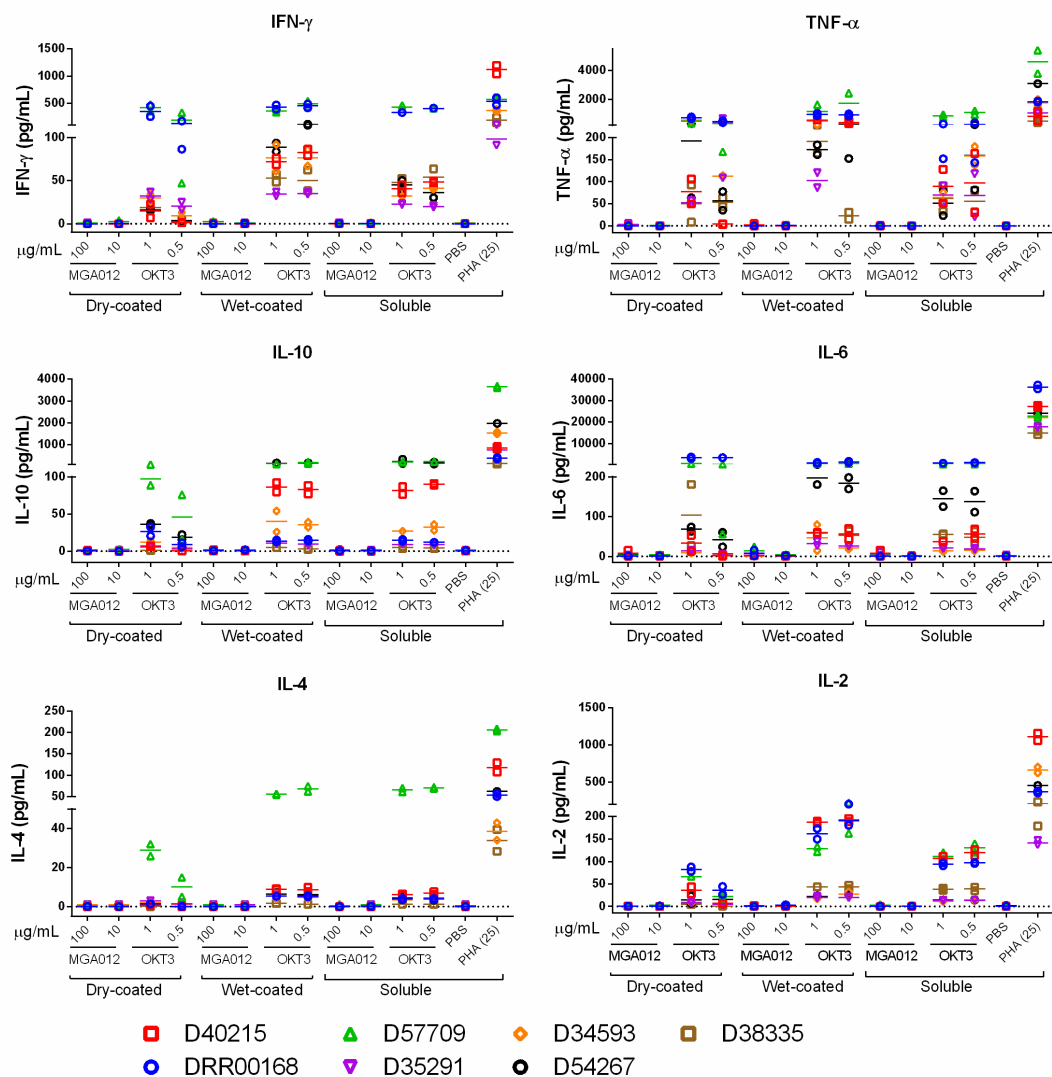 IFN-γ
IFN-γ (pg/mL)
1500
1000
500
100
50
0
μg/mL
100 10 1 0.5 100 10 1 0.5 100 10 1 0.5 PBS PHA (25)
MGA012 OKT3 MGA012 OKT3 MGA012 OKT3
Dry-coated Wet-coated Soluble
TNF-α
TNF-α (pg/mL)
4000
2000
200
150
100
50
0
μg/mL
100 10 1 0.5 100 10 1 0.5 100 10 1 0.5 PBS PHA (25)
MGA012 OKT3 MGA012 OKT3 MGA012 OKT3
Dry-coated Wet-coated Soluble
IL-10
IL-10 (pg/mL)
4000
3000
2000
1000
100
50
0
μg/mL
100 10 1 0.5 100 10 1 0.5 100 10 1 0.5 PBS PHA (25)
MGA012 OKT3 MGA012 OKT3 MGA012 OKT3
Dry-coated Wet-coated Soluble
IL-6
IL-6 (pg/mL)
40000
30000
20000
10000
200
100
0
μg/mL
100 10 1 0.5 100 10 1 0.5 100 10 1 0.5 PBS PHA (25)
MGA012 OKT3 MGA012 OKT3 MGA012 OKT3
Dry-coated Wet-coated Soluble
IL-4
IL-4 (pg/mL)
250
200
150
100
50
40
20
0
μg/mL
100 10 1 0.5 100 10 1 0.5 100 10 1 0.5 PBS PHA (25)
MGA012 OKT3 MGA012 OKT3 MGA012 OKT3
Dry-coated Wet-coated Soluble
IL-2
IL-2 (pg/mL)
1500
1000
500
200
150
100
50
0
μg/mL
100 10 1 0.5 100 10 1 0.5 100 10 1 0.5 PBS PHA (25)
MGA012 OKT3 MGA012 OKT3 MGA012 OKT3
Dry-coated Wet-coated Soluble
D40215 D57709 D34593 D38335
DRR00168 D35291 D54267